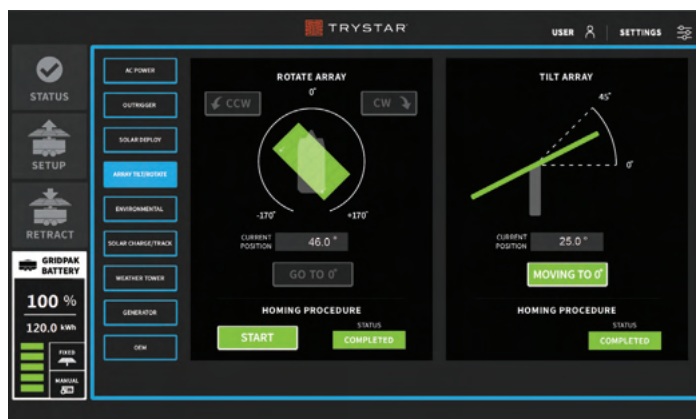 TRYSTAR
USER
SETTINGS
STATUS
SETUP
RETRACT
GRIDPAK
BATTERY
100 %
120.0 kWh
FIXED
MANUAL
AC POWER
OUTRIGGER
SOLAR DEPLOY
ARRAY TILT/ROTATE
ENVIRONMENTAL
SOLAR CHARGE/TRACK
WEATHER TOWER
GENERATOR
OEM
ROTATE ARRAY
0°
CCW
CW
-170°
+170°
CURRENT
POSITION
46.0 °
GO TO 0°
HOMING PROCEDURE
STATUS
START
COMPLETED
TILT ARRAY
45°
0°
CURRENT
POSITION
25.0 °
MOVING TO 0°
HOMING PROCEDURE
STATUS
COMPLETED